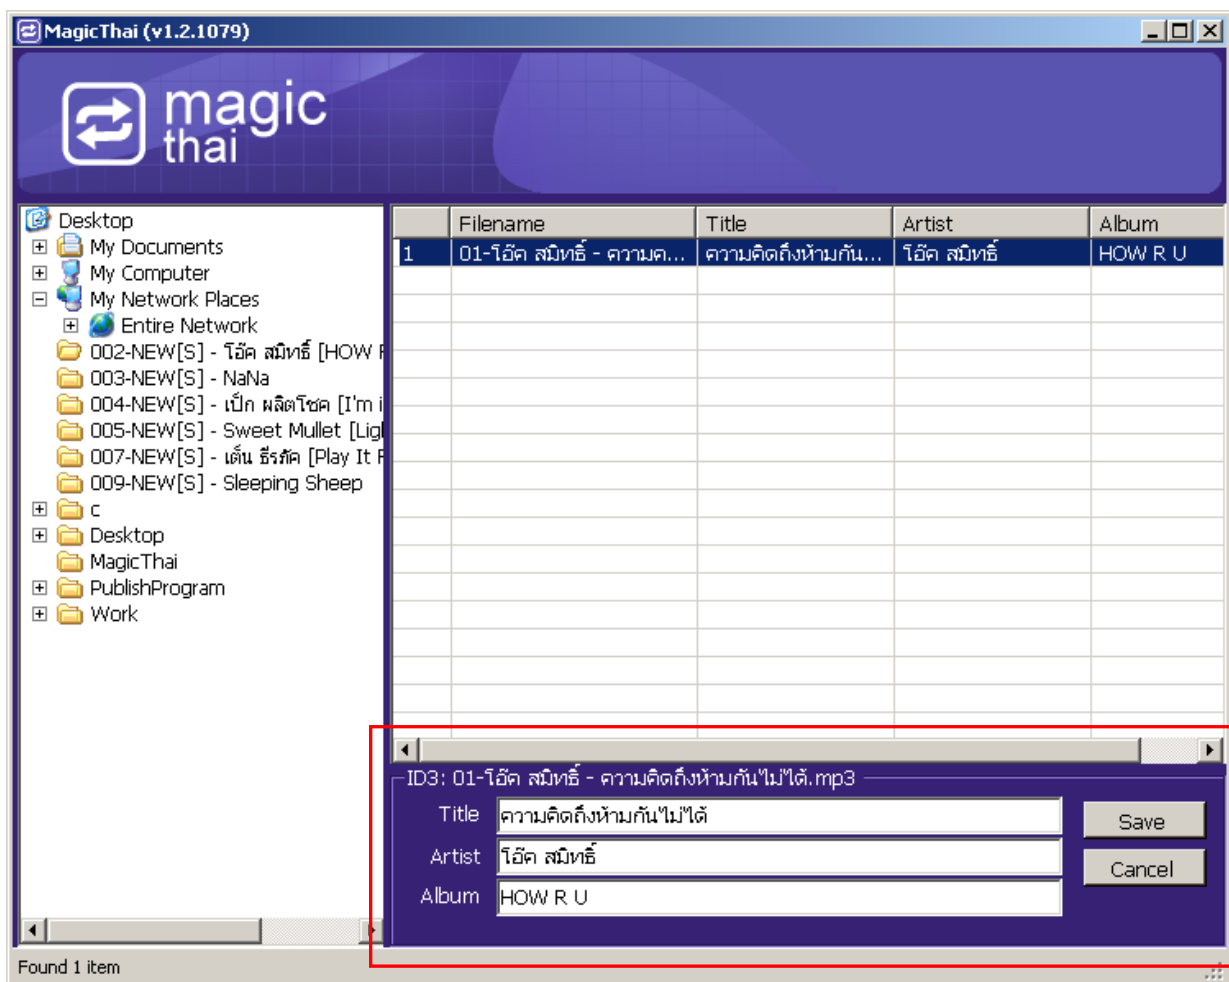 MagicThai (v1.2.1079)
magic
thai
Desktop
My Documents
My Computer
My Network Places
Entire Network
002-NEW[S] - โอ๊ค สมิทธิ์ [HOW R
003-NEW[S] - NaNa
004-NEW[S] - เป็ก ผลิตโชค [I'm i
005-NEW[S] - Sweet Mullet [Ligl
007-NEW[S] - เต็น ธีรภัค [Play It F
009-NEW[S] - Sleeping Sheep
c
Desktop
MagicThai
PublishProgram
Work
Filename Title Artist Album
1 01-โอ๊ค สมิทธิ์ - ความค... ความคิดถึงห้ามกัน... โอ๊ค สมิทธิ์ HOW R U
ID3: 01-โอ๊ค สมิทธิ์ - ความคิดถึงห้ามกันไม่ได้.mp3
Title ความคิดถึงห้ามกันไม่ได้
Save
Artist โอ๊ค สมิทธิ์
Cancel
Album HOW R U
Found 1 item